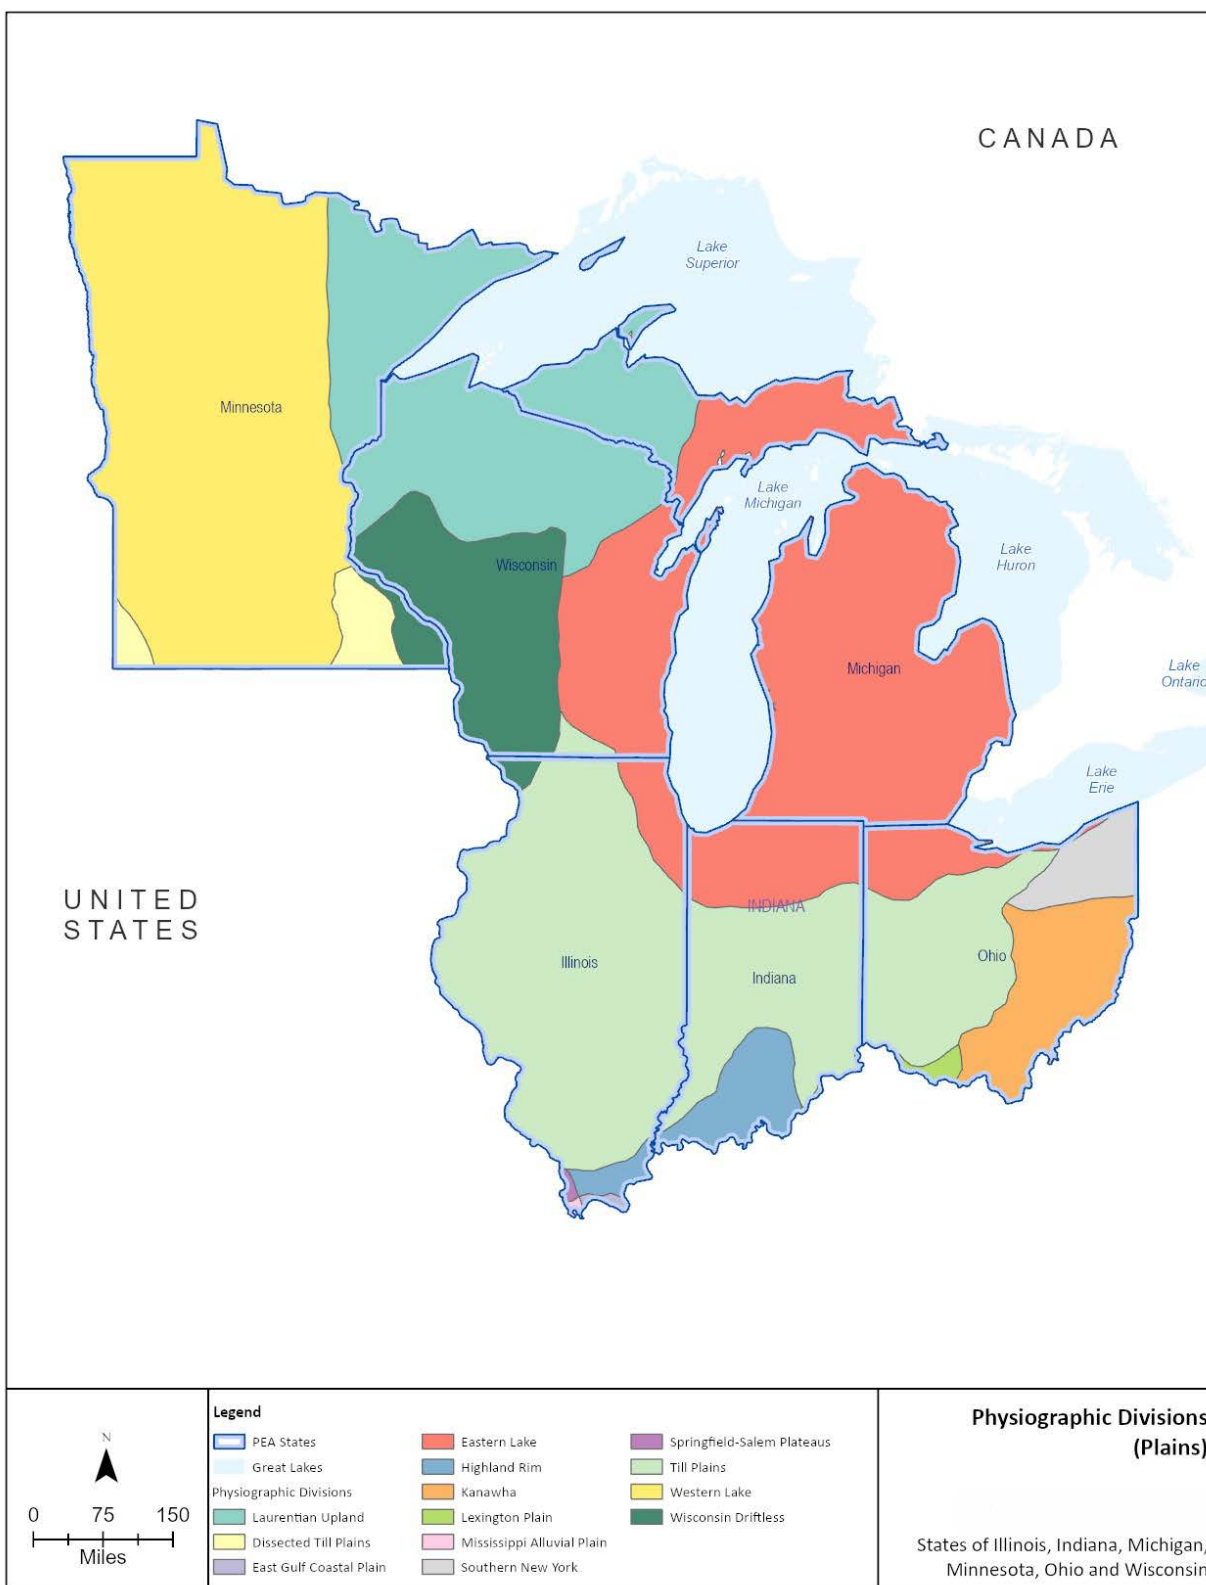 CANADA
Lake
Superior
Minnesota
Lake
Michigan
Lake
Huron
Wisconsin
Michigan
Lake
Ontario
Lake
Erie
UNITED
STATES
INDIANA
Illinois
Indiana
Ohio
N
0 75 150
Miles
Legend
PEA States
Great Lakes
Physiographic Divisions
Laurentian Upland
Dissected Till Plains
East Gulf Coastal Plain
Eastern Lake
Highland Rim
Kanawha
Lexington Plain
Mississippi Alluvial Plain
Southern New York
Springfield-Salem Plateaus
Till Plains
Western Lake
Wisconsin Driftless
Physiographic Divisions
(Plains)
States of Illinois, Indiana, Michigan,
Minnesota, Ohio and Wisconsin